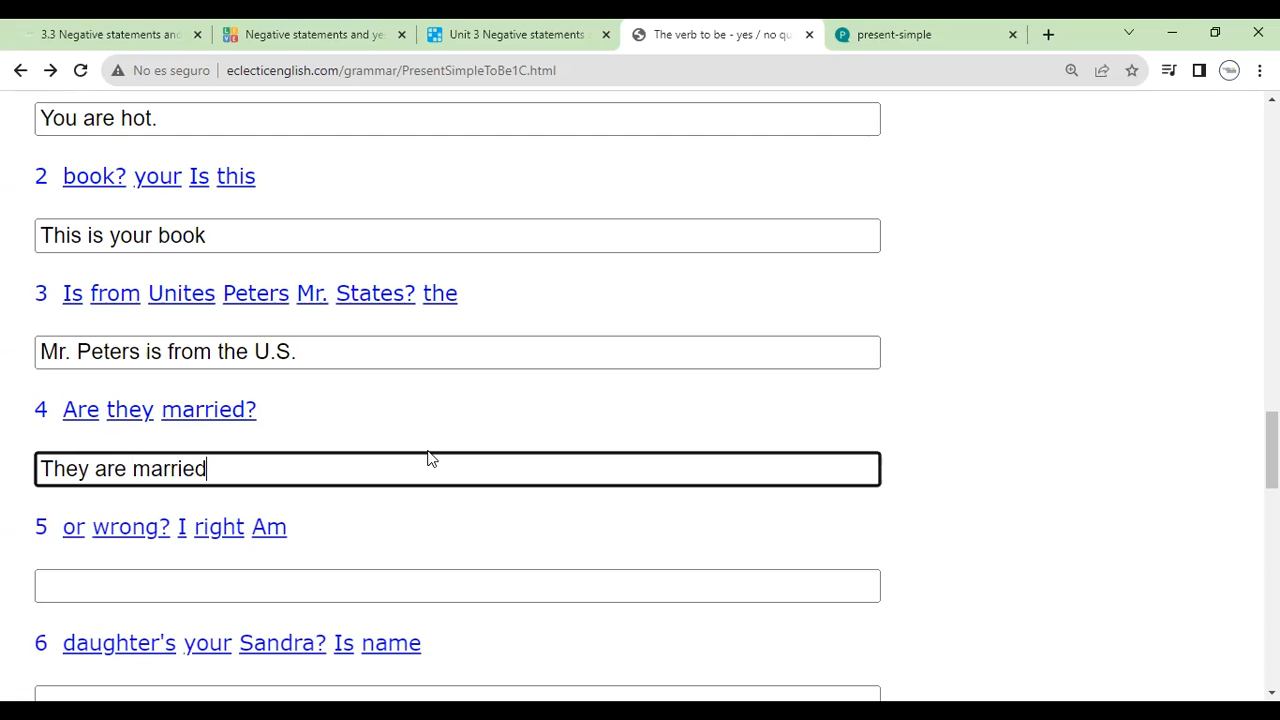 3.3 Negative statements and
Negative statements and ye
Unit 3 Negative statements
The verb to be - yes / no qu
present-simple
No es seguro
eclecticenglish.com/grammar/PresentSimpleToBe1C.html
You are hot.
2 book? your Is this
This is your book
3 Is from Unites Peters Mr. States? the
Mr. Peters is from the U.S.
4 Are they married?
They are married
5 or wrong? I right Am
6 daughter's your Sandra? Is name